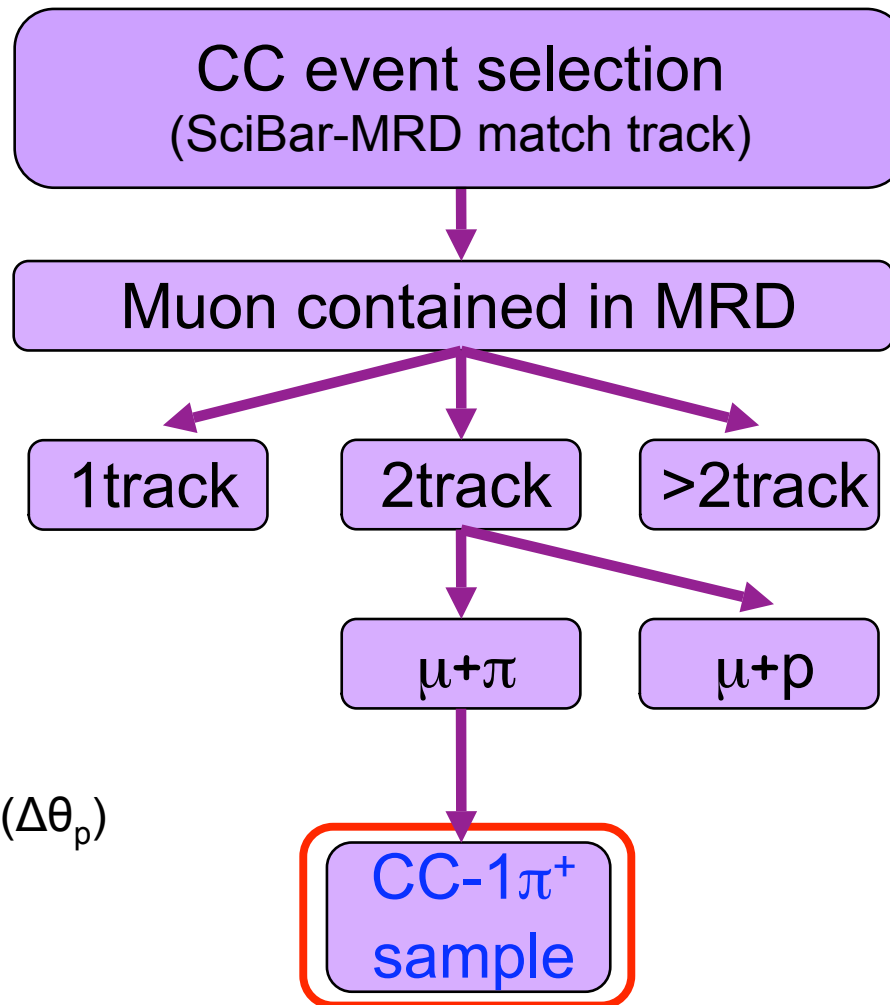 CC event selection
(SciBar-MRD match track)
Muon contained in MRD
1track 2track >2track
μ+π μ+p
(Δθₚ)
CC-1π⁺
sample